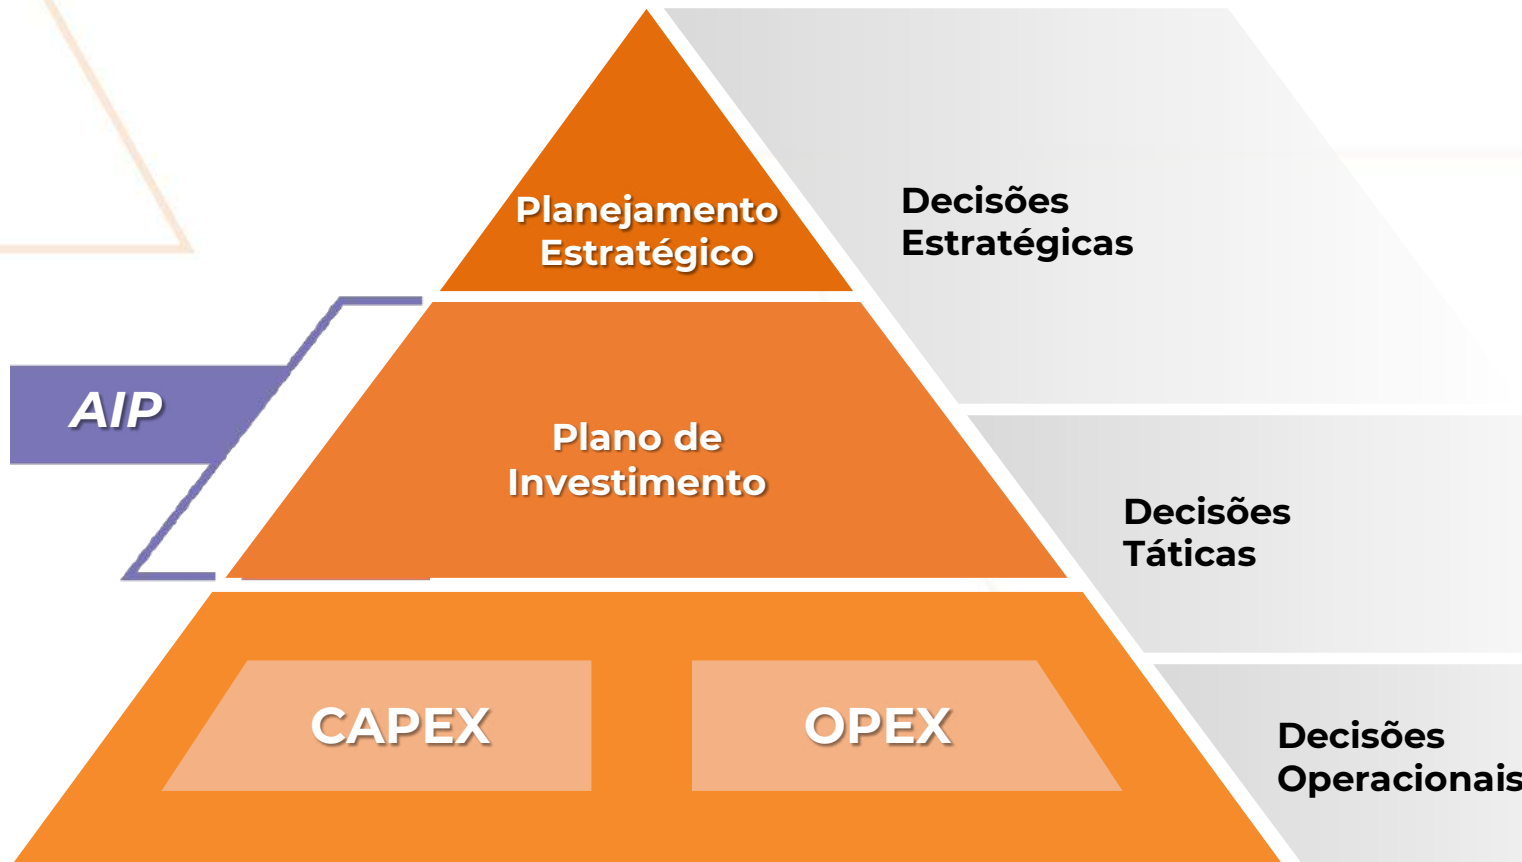 Planejamento
Estratégico
Decisões
Estratégicas
AIP
Plano de
Investimento
Decisões
Táticas
CAPEX
OPEX
Decisões
Operacionais